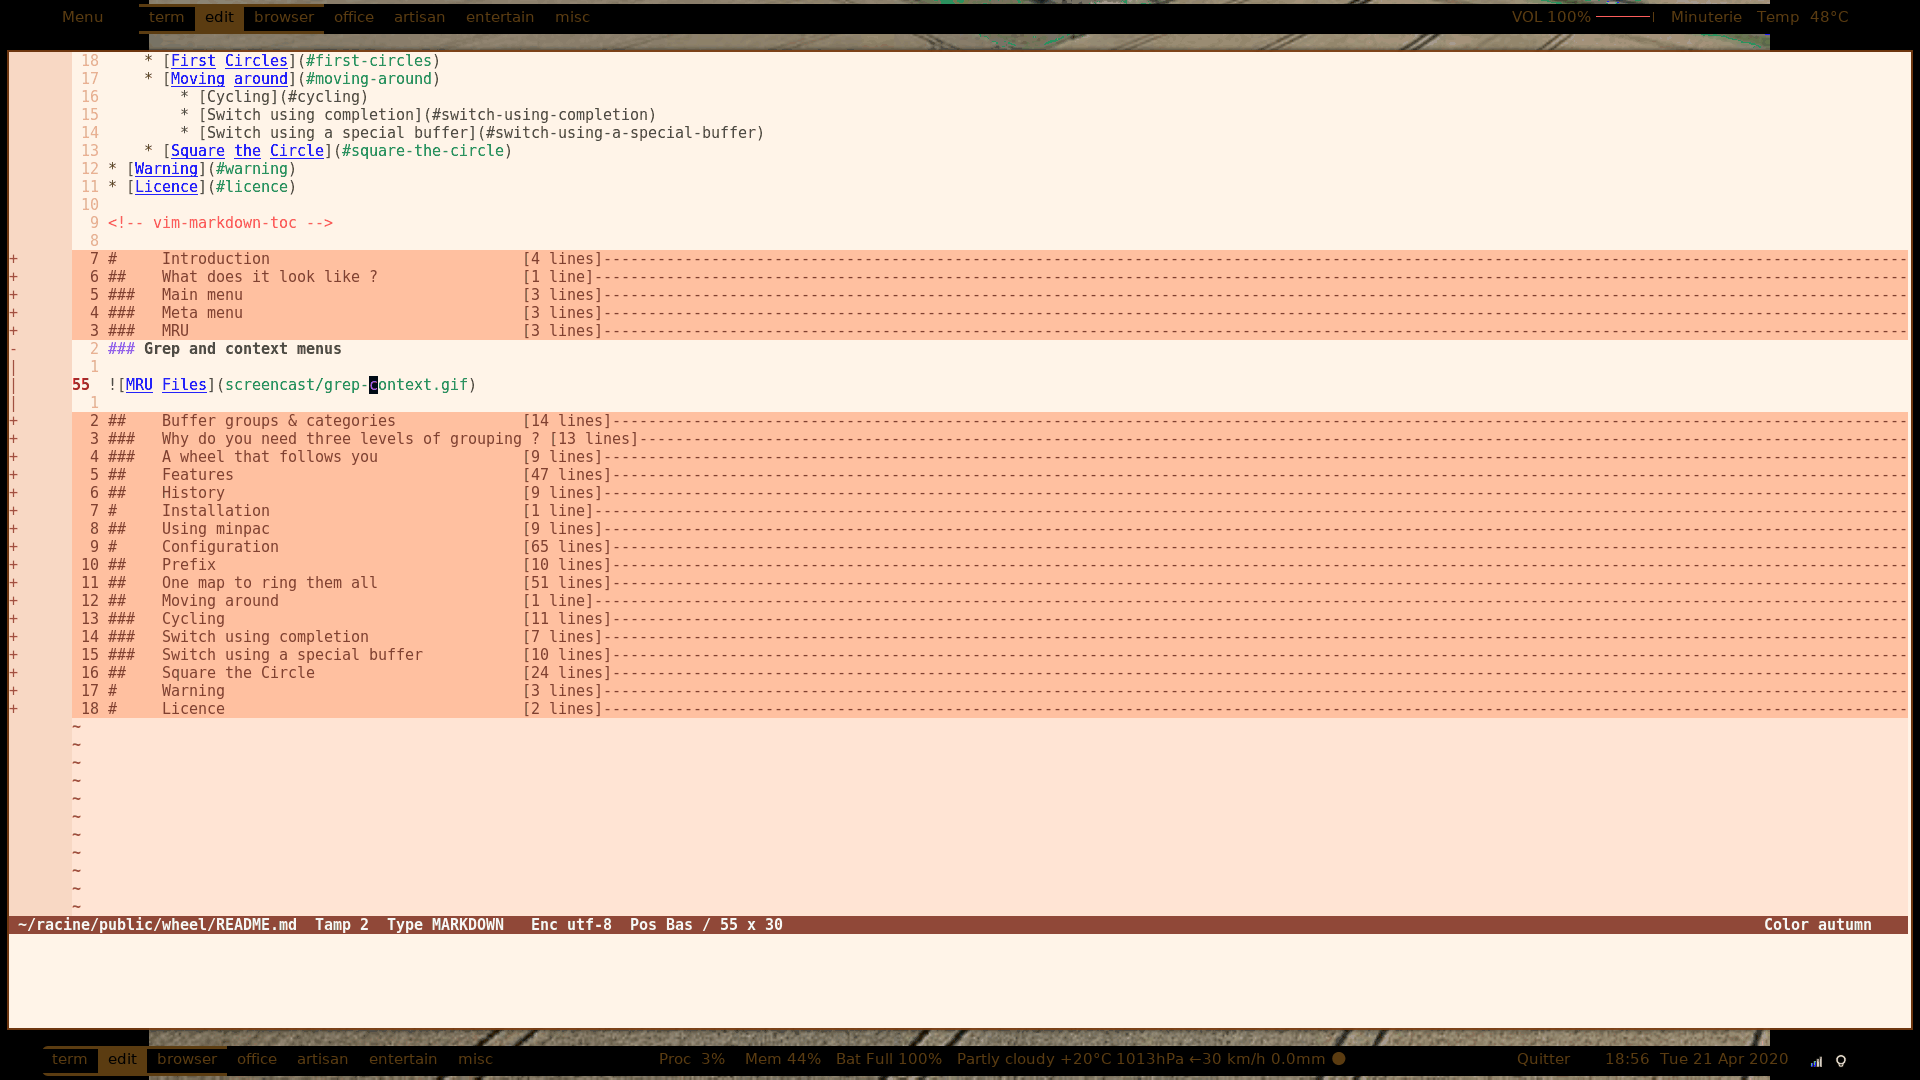 Menu term edit browser office artisan entertain misc VOL 100% Minuterie Temp 48°C
18     * [First Circles](#first-circles)
17     * [Moving around](#moving-around)
16         * [Cycling](#cycling)
15         * [Switch using completion](#switch-using-completion)
14         * [Switch using a special buffer](#switch-using-a-special-buffer)
13     * [Square the Circle](#square-the-circle)
12 * [Warning](#warning)
11 * [Licence](#licence)
10
9 <!-- vim-markdown-toc -->
8
+ 7 #     Introduction [4 lines]---
+ 6 ##    What does it look like ? [1 line]---
+ 5 ###   Main menu [3 lines]---
+ 4 ###   Meta menu [3 lines]---
+ 3 ###   MRU [3 lines]---
- 2 ### Grep and context menus
| 1
| 55 ![MRU Files](screencast/grep-context.gif)
| 1
+ 2 ##    Buffer groups & categories [14 lines]---
+ 3 ###   Why do you need three levels of grouping ? [13 lines]---
+ 4 ###   A wheel that follows you [9 lines]---
+ 5 ##    Features [47 lines]---
+ 6 ##    History [9 lines]---
+ 7 #     Installation [1 line]---
+ 8 ##    Using minpac [9 lines]---
+ 9 #     Configuration [65 lines]---
+ 10 ##    Prefix [10 lines]---
+ 11 ##    One map to ring them all [51 lines]---
+ 12 ##    Moving around [1 line]---
+ 13 ###   Cycling [11 lines]---
+ 14 ###   Switch using completion [7 lines]---
+ 15 ###   Switch using a special buffer [10 lines]---
+ 16 ##    Square the Circle [24 lines]---
+ 17 #     Warning [3 lines]---
+ 18 #     Licence [2 lines]---
~
~
~
~
~
~
~
~
~
~
~
~/racine/public/wheel/README.md  Tamp 2  Type MARKDOWN   Enc utf-8  Pos Bas / 55 x 30 Color autumn
term edit browser office artisan entertain misc Proc 3% Mem 44% Bat Full 100% Partly cloudy +20°C 1013hPa ←30 km/h 0.0mm Quitter 18:56 Tue 21 Apr 2020